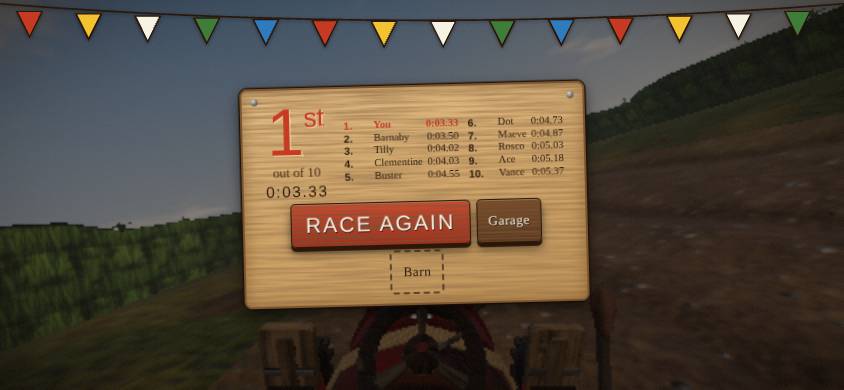 1st
out of 10
0:03.33
1. You 0:03.33
2. Barnaby 0:03.50
3. Tilly 0:04.02
4. Clementine 0:04.03
5. Buster 0:04.55
6. Dot 0:04.73
7. Maeve 0:04.87
8. Rosco 0:05.03
9. Ace 0:05.18
10. Vance 0:05.37
RACE AGAIN
Garage
Barn